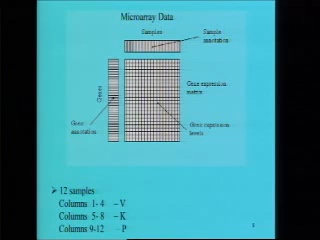 Microarray Data
Samples
Sample
annotation
Genes
Gene expression
matrix
Gene
annotation
Gene expression
levels
➢ 12 samples
Columns 1- 4 – V
Columns 5- 8 – K
Columns 9-12 - P